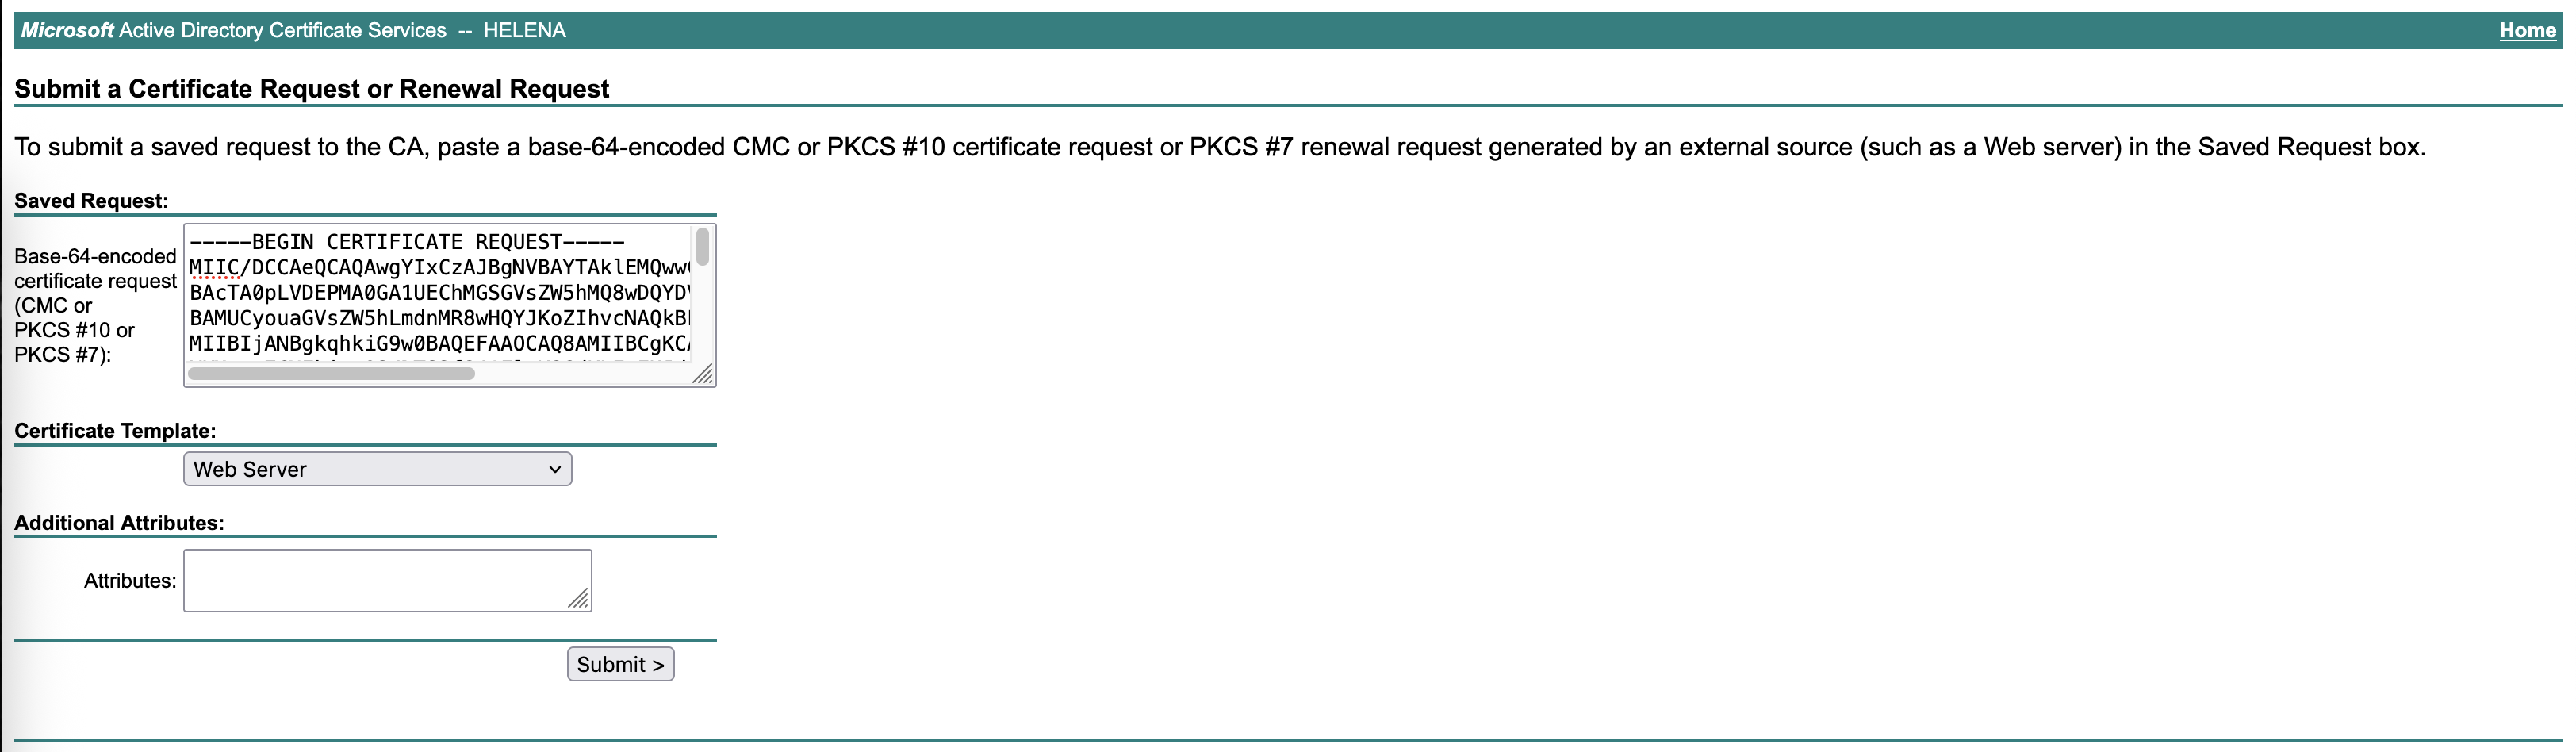 Microsoft Active Directory Certificate Services -- HELENA
Home
Submit a Certificate Request or Renewal Request
To submit a saved request to the CA, paste a base-64-encoded CMC or PKCS #10 certificate request or PKCS #7 renewal request generated by an external source (such as a Web server) in the Saved Request box.
Saved Request:
Base-64-encoded
certificate request
(CMC or
PKCS #10 or
PKCS #7):
-----BEGIN CERTIFICATE REQUEST-----
MIIC/DCCAeQCAQAwgYIxCzAJBgNVBAYTAklEMQww
BAcTA0pLVDEPMA0GA1UEChMGSGVsZW5hMQ8wDQYD
BAMUCyouaGVsZW5hLmdnMR8wHQYJKoZIhvcNAQkB
MIIBIjANBgkqhkiG9w0BAQEFAAOCAQ8AMIIBCgKC
Certificate Template:
Web Server
Additional Attributes:
Attributes:
Submit >